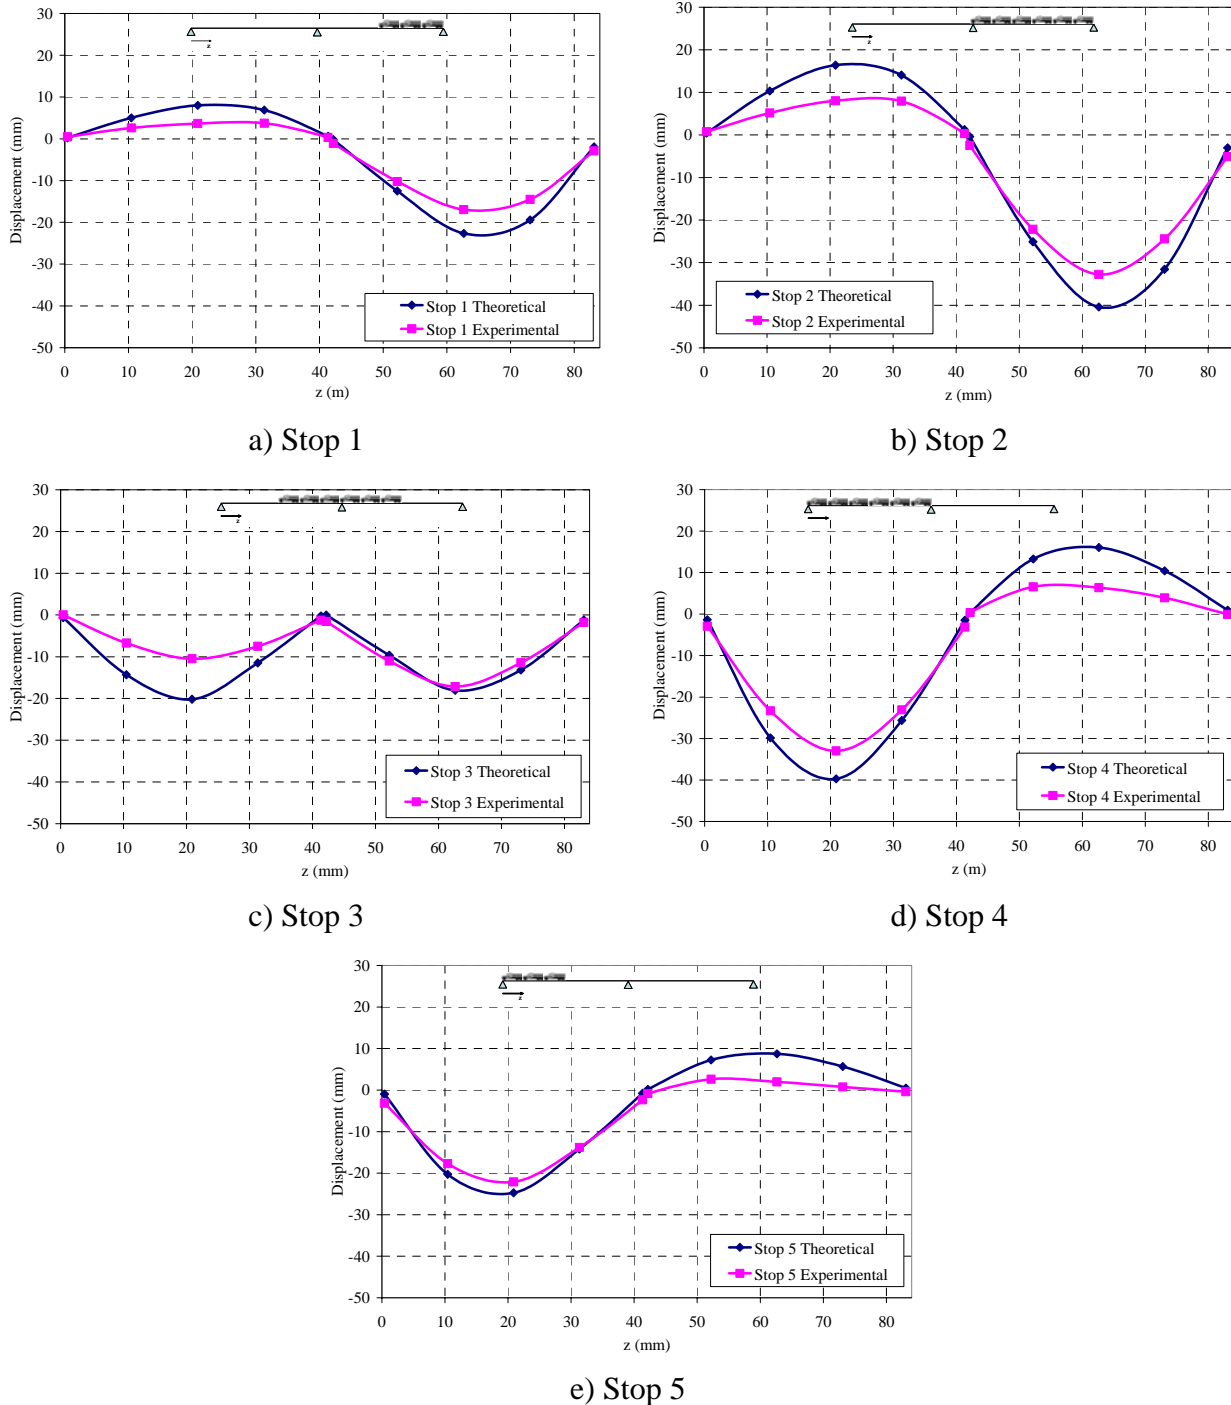 30
20
10
0
-10
-20
-30
-40
-50
Displacement (mm)
z
Stop 1 Theoretical
Stop 1 Experimental
0 10 20 30 40 50 60 70 80
z (m)
a) Stop 1
30
20
10
0
-10
-20
-30
-40
-50
Displacement (mm)
z
Stop 2 Theoretical
Stop 2 Experimental
0 10 20 30 40 50 60 70 80
z (mm)
b) Stop 2
30
20
10
0
-10
-20
-30
-40
-50
Displacement (mm)
z
Stop 3 Theoretical
Stop 3 Experimental
0 10 20 30 40 50 60 70 80
z (mm)
c) Stop 3
30
20
10
0
-10
-20
-30
-40
-50
Displacement (mm)
z
Stop 4 Theoretical
Stop 4 Experimental
0 10 20 30 40 50 60 70 80
z (m)
d) Stop 4
30
20
10
0
-10
-20
-30
-40
-50
Displacement (mm)
z
Stop 5 Theoretical
Stop 5 Experimental
0 10 20 30 40 50 60 70 80
z (mm)
e) Stop 5